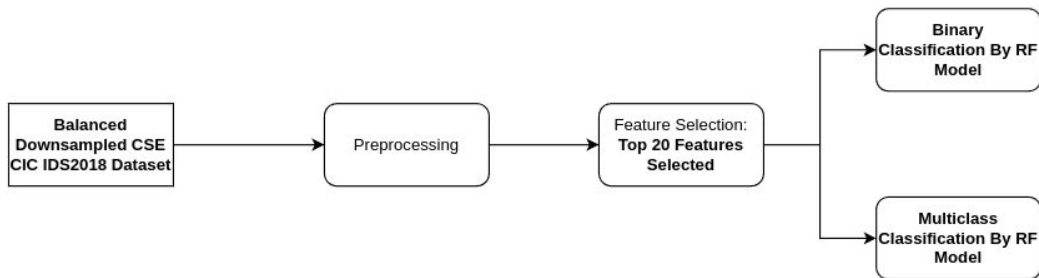 Balanced
Downsampled CSE
CIC IDS2018 Dataset
Preprocessing
Feature Selection:
Top 20 Features
Selected
Binary
Classification By RF
Model
Multiclass
Classification By RF
Model